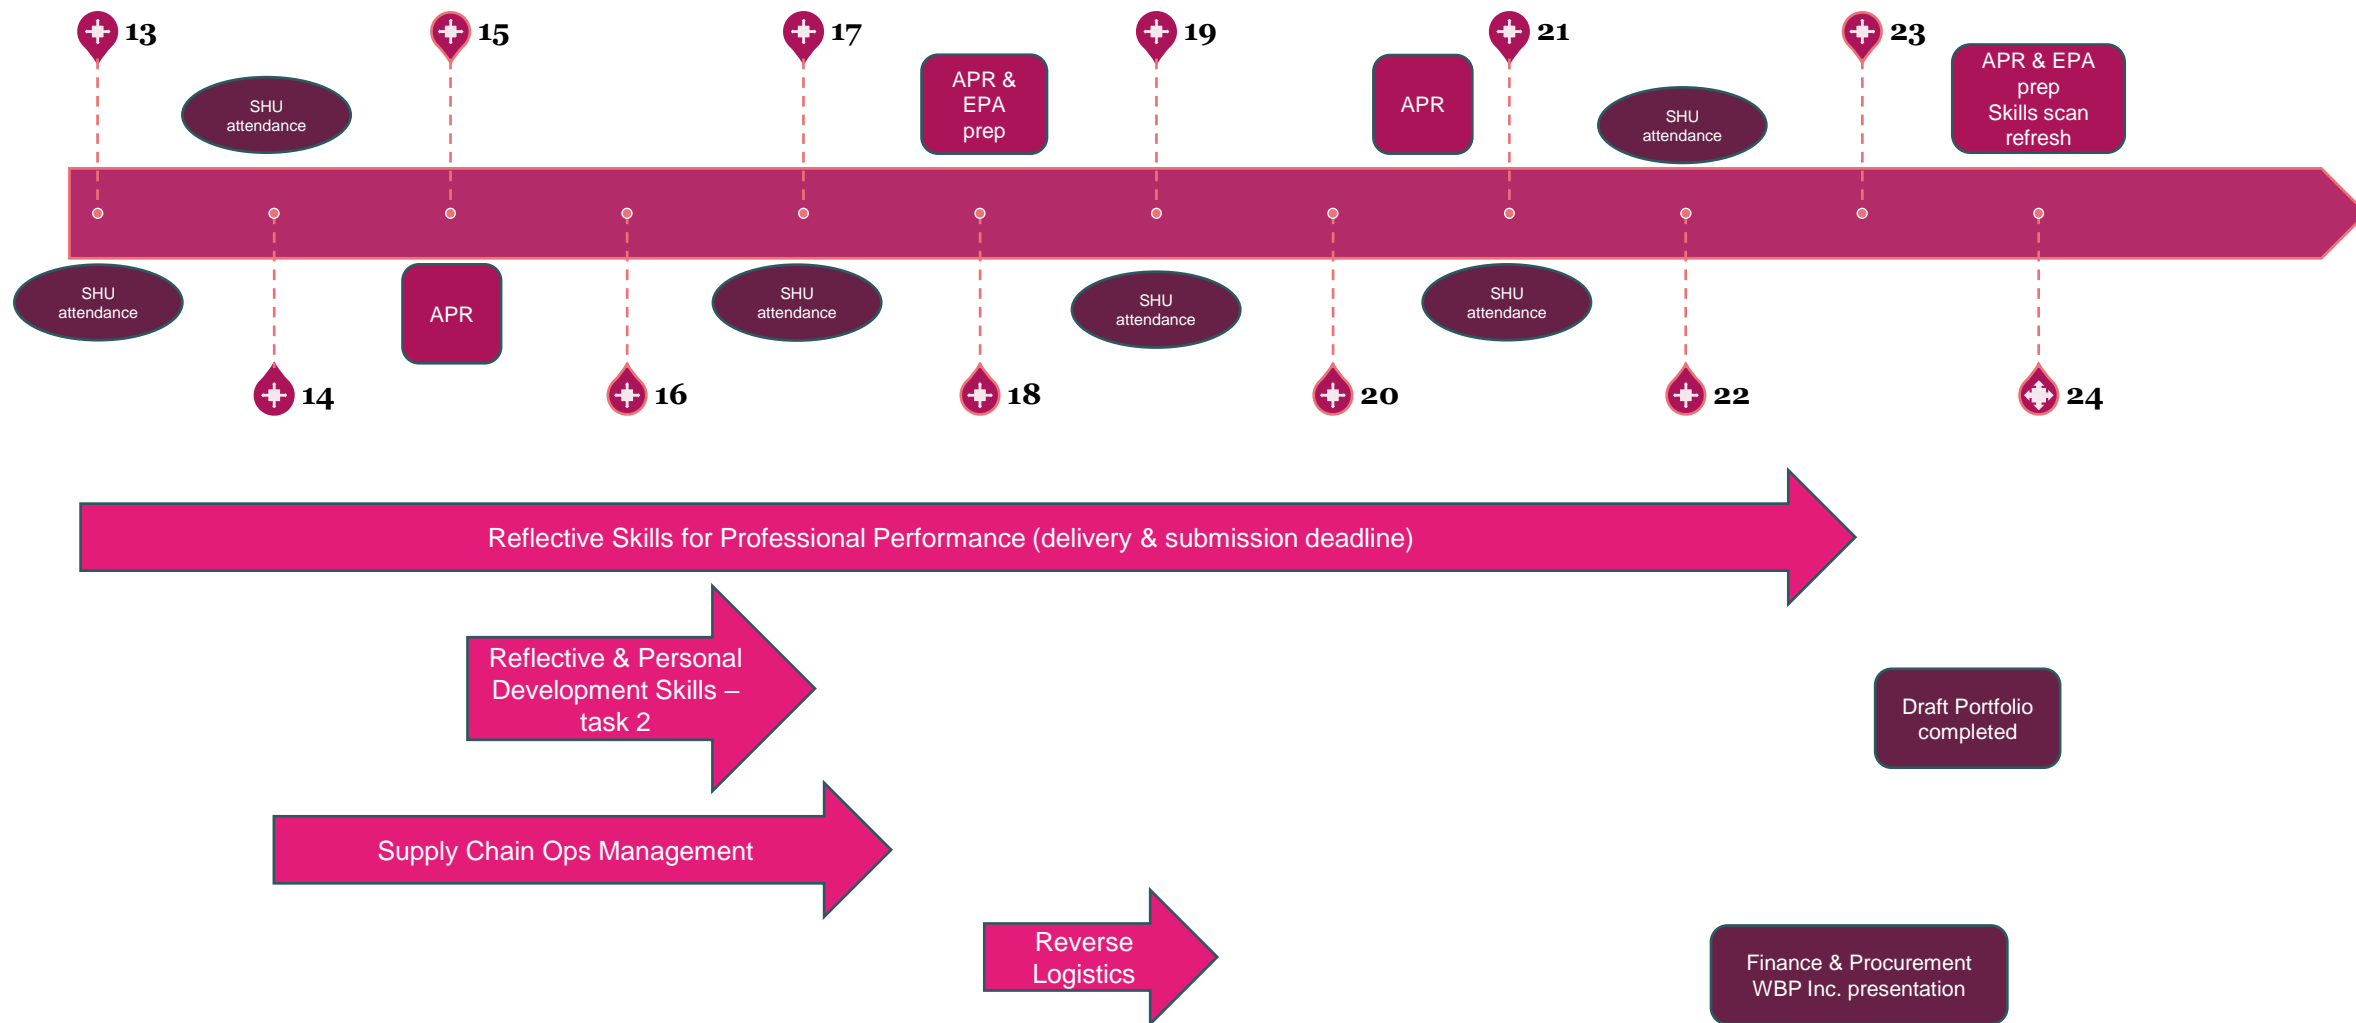 13
15
17
19
21
23
SHU
attendance
APR &
EPA
prep
APR
SHU
attendance
APR & EPA
prep
Skills scan
refresh
SHU
attendance
APR
SHU
attendance
SHU
attendance
SHU
attendance
14
16
18
20
22
24
Reflective Skills for Professional Performance (delivery & submission deadline)
Reflective & Personal
Development Skills –
task 2
Draft Portfolio
completed
Supply Chain Ops Management
Reverse
Logistics
Finance & Procurement
WBP Inc. presentation